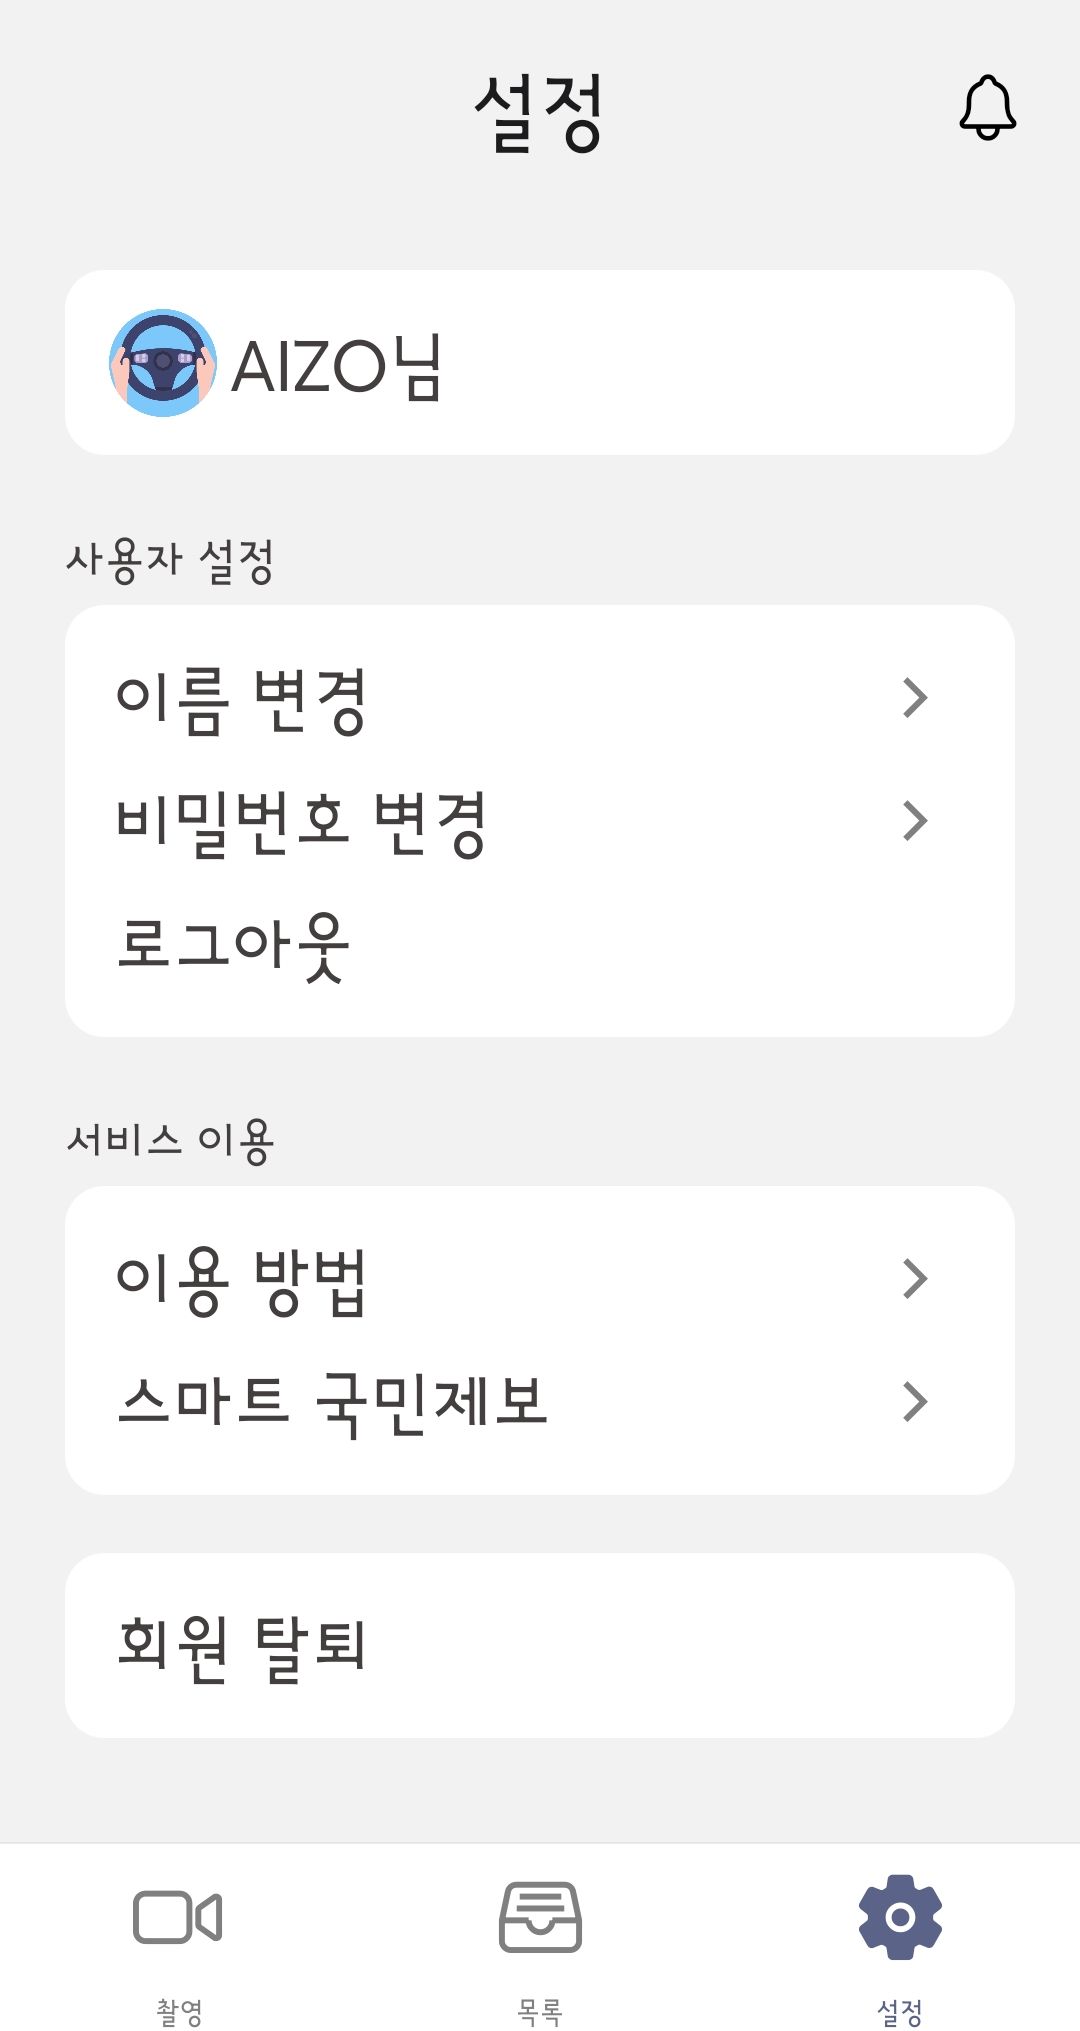 설정
AIZO님
사용자 설정
이름 변경
비밀번호 변경
로그아웃
서비스 이용
이용 방법
스마트 국민제보
회원 탈퇴
촬영
목록
설정